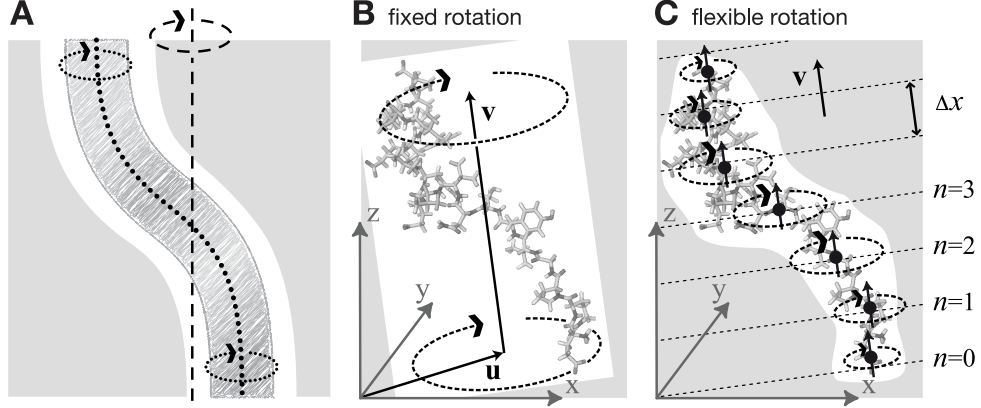 A
B fixed rotation
C flexible rotation
v
v
Δx
z
z
n=3
n=2
y
y
n=1
u
n=0
x
x